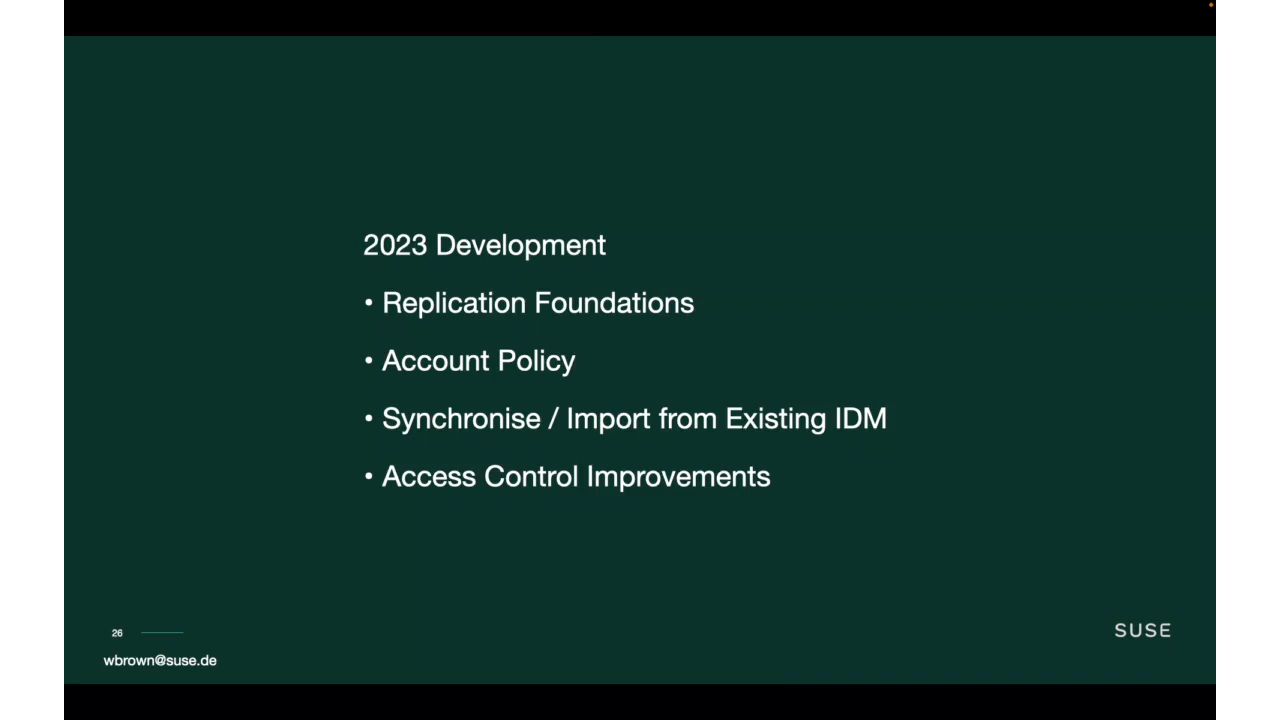 2023 Development
• Replication Foundations
• Account Policy
• Synchronise / Import from Existing IDM
• Access Control Improvements
26
SUSE
wbrown@suse.de